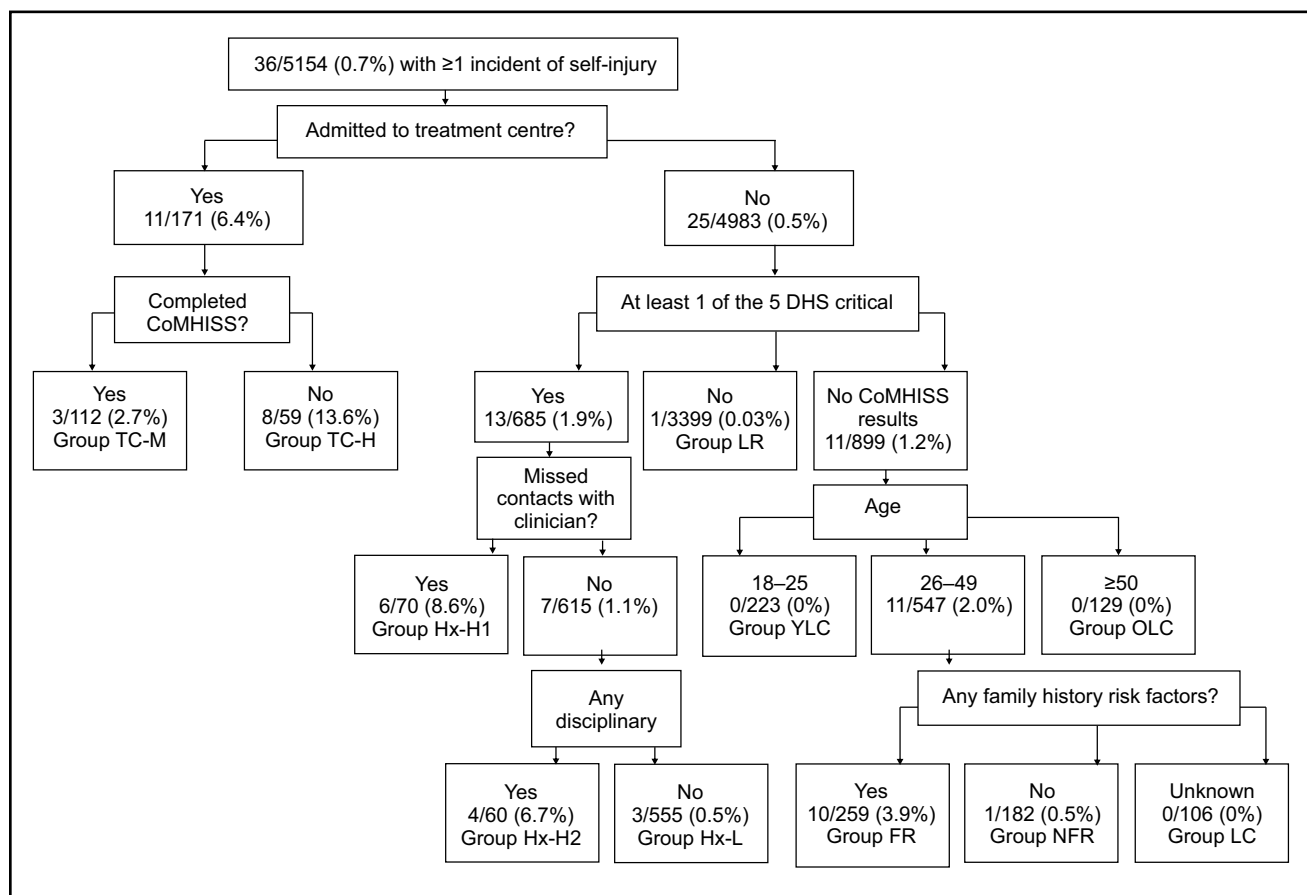 36/5154 (0.7%) with ≥1 incident of self-injury
Admitted to treatment centre?
Yes
11/171 (6.4%)
No
25/4983 (0.5%)
Completed
CoMHISS?
At least 1 of the 5 DHS critical
Yes
3/112 (2.7%)
Group TC-M
No
8/59 (13.6%)
Group TC-H
Yes
13/685 (1.9%)
No
1/3399 (0.03%)
Group LR
No CoMHISS
results
11/899 (1.2%)
Missed
contacts with
clinician?
Age
Yes
6/70 (8.6%)
Group Hx-H1
No
7/615 (1.1%)
18–25
0/223 (0%)
Group YLC
26–49
11/547 (2.0%)
≥50
0/129 (0%)
Group OLC
Any
disciplinary
Any family history risk factors?
Yes
4/60 (6.7%)
Group Hx-H2
No
3/555 (0.5%)
Group Hx-L
Yes
10/259 (3.9%)
Group FR
No
1/182 (0.5%)
Group NFR
Unknown
0/106 (0%)
Group LC